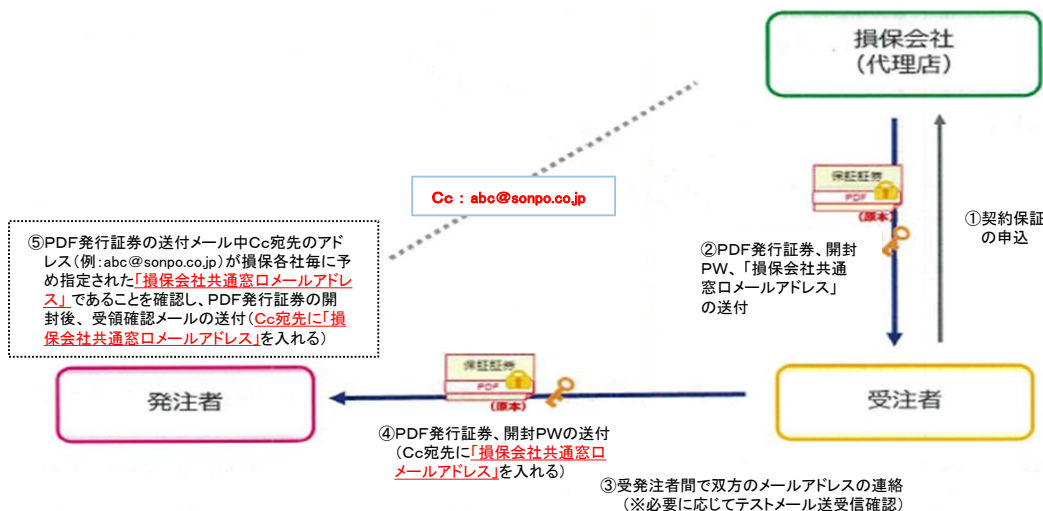 損保会社
(代理店)
保証証券
PDF
(原本)
①契約保証
の申込
Cc : abc@sonpo.co.jp
②PDF発行証券、開封
PW、「損保会社共通
窓口メールアドレス」
の送付
⑤PDF発行証券の送付メール中Cc宛先のアド
レス(例:abc@sonpo.co.jp)が損保各社毎に予
め指定された「損保会社共通窓口メールアドレ
ス」であることを確認し、PDF発行証券の開
封後、受領確認メールの送付(Cc宛先に「損
保会社共通窓口メールアドレス」を入れる)
発注者
保証証券
PDF
(原本)
受注者
④PDF発行証券、開封PWの送付
(Cc宛先に「損保会社共通窓口
メールアドレス」を入れる)
③受発注者間で双方のメールアドレスの連絡
(※必要に応じてテストメール送受信確認)